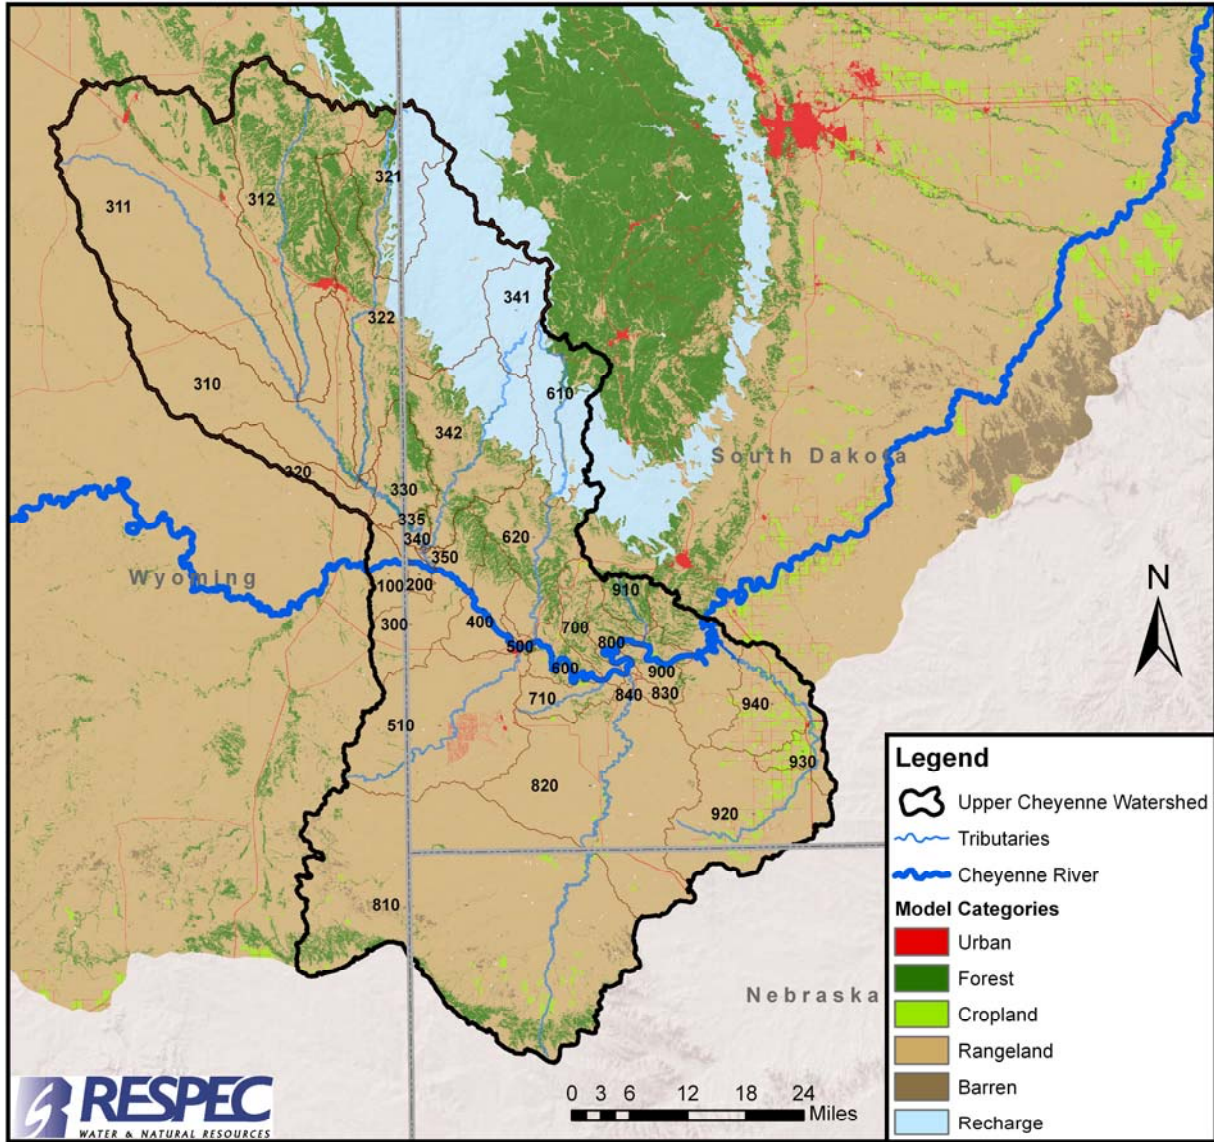 321
311
312
341
322
310
610
342
South Dakota
320
330
335
620
340
350
Wyoming
100
200
910
300
400
700
800
500
600
900
710
840
830
940
510
930
820
920
810
Nebraska
N
Legend
Upper Cheyenne Watershed
Tributaries
Cheyenne River
Model Categories
Urban
Forest
Cropland
Rangeland
Barren
Recharge
0 3 6 12 18 24
Miles
RESPEC
WATER & NATURAL RESOURCES